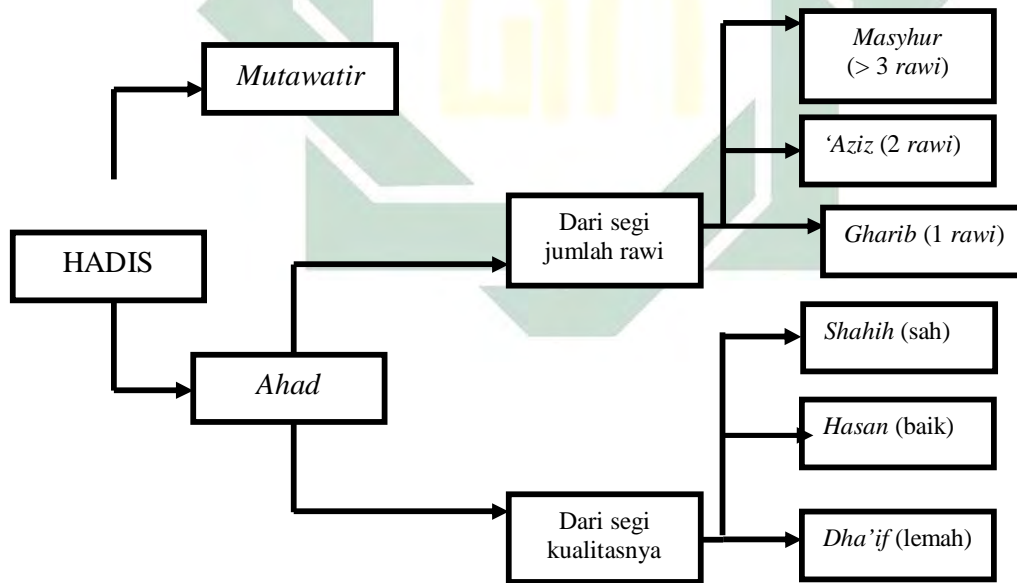 Mutawatir
HADIS
Ahad
Dari segi
jumlah rawi
Dari segi
kualitasnya
Masyhur
(> 3 rawi)
‘Aziz (2 rawi)
Gharib (1 rawi)
Shahih (sah)
Hasan (baik)
Dha’if (lemah)